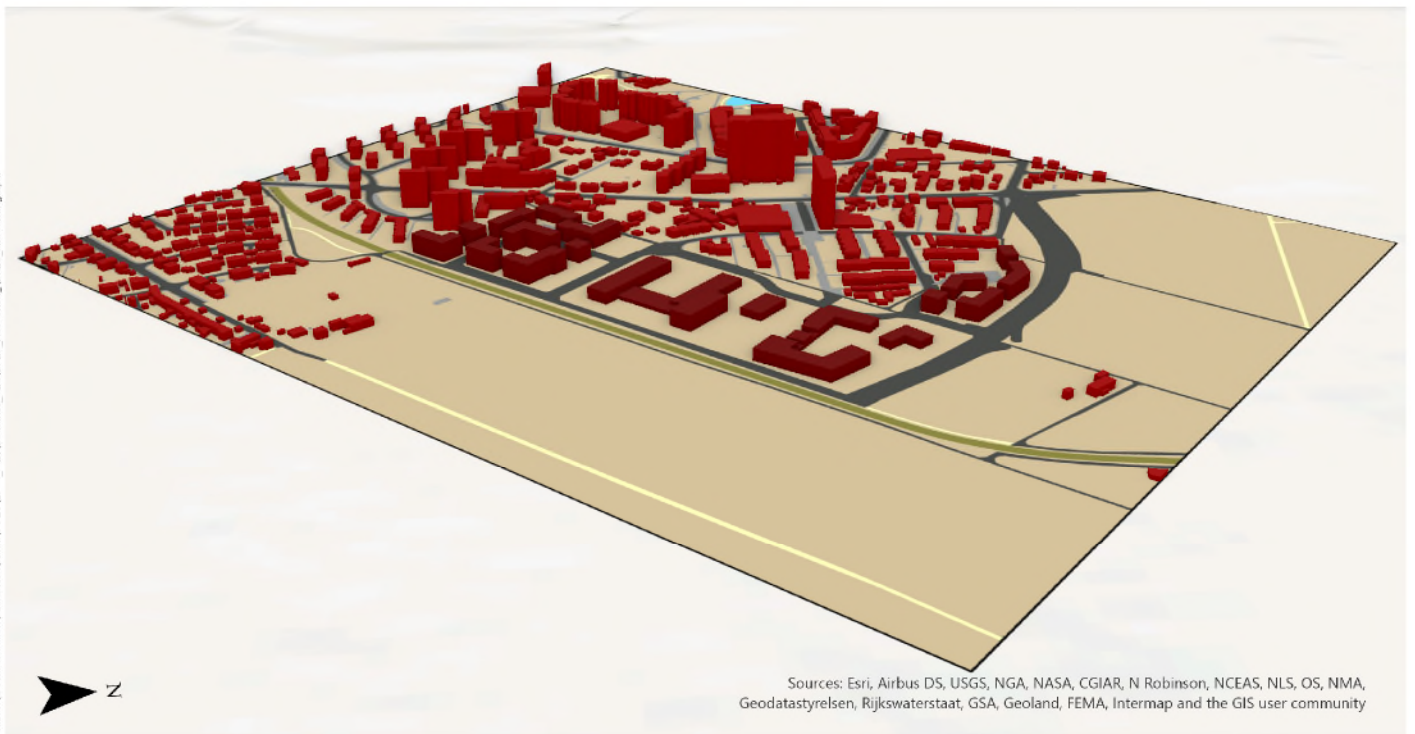 N
Sources: Esri, Airbus DS, USGS, NGA, NASA, CGIAR, N Robinson, NCEAS, NLS, OS, NMA,
Geodatastyrelsen, Rijkswaterstaat, GSA, Geoland, FEMA, Intermap and the GIS user community